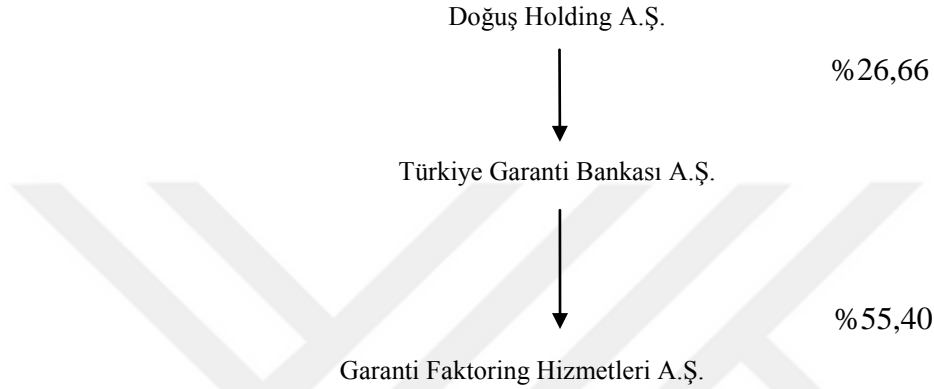 Doğuş Holding A.Ş.
%26,66
Türkiye Garanti Bankası A.Ş.
%55,40
Garanti Faktoring Hizmetleri A.Ş.